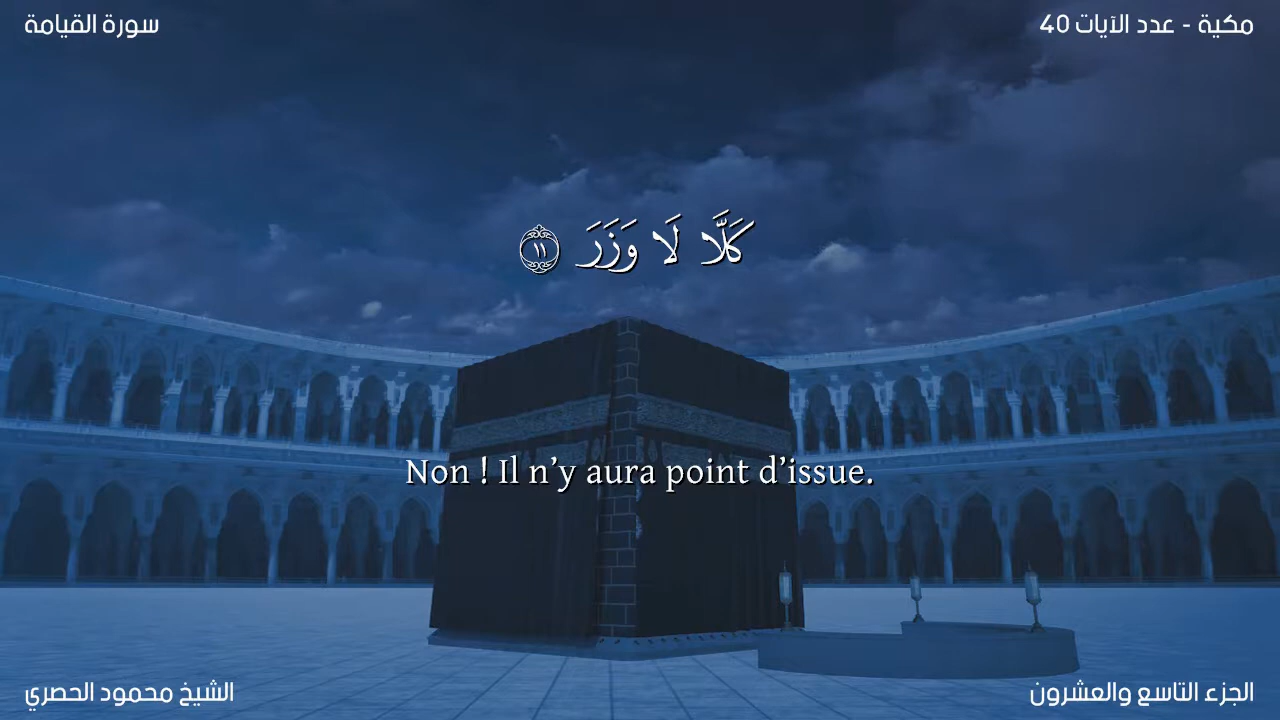 سورة القيامة
مكية - عدد الآيات 40
كَلَّا لَا وَزَرَ ١١
Non ! Il n’y aura point d’issue.
الشيخ محمود الحصري
الجزء التاسع والعشرون